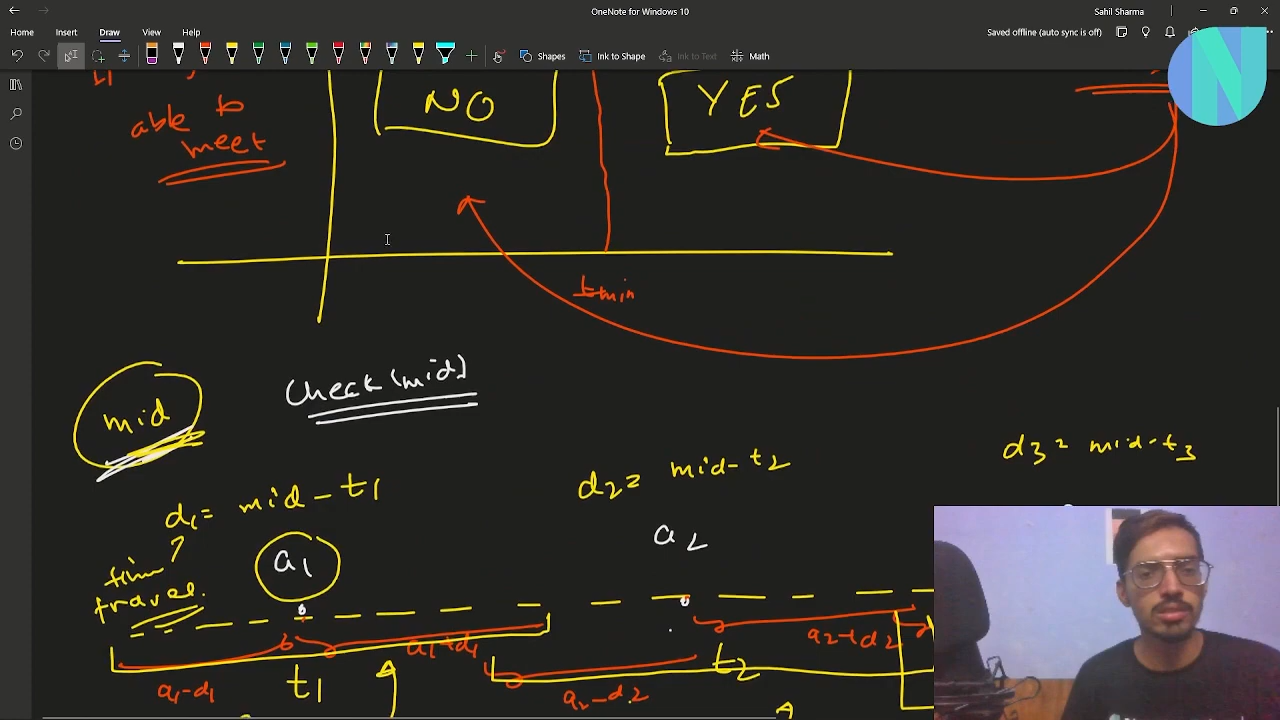 OneNote for Windows 10
Sahil Sharma
Home Insert Draw View Help
Saved offline (auto sync is off)
Shapes Ink to Shape Ink to Text Math
able to
meet
NO
YES
tmin
mid
Check(mid)
d1= mid-t1
d2= mid-t2
d3= mid-t3
time
travel.
a1
a2
a1-d1
a1+d1
a2-d2
a2+d2
t1
t2
N